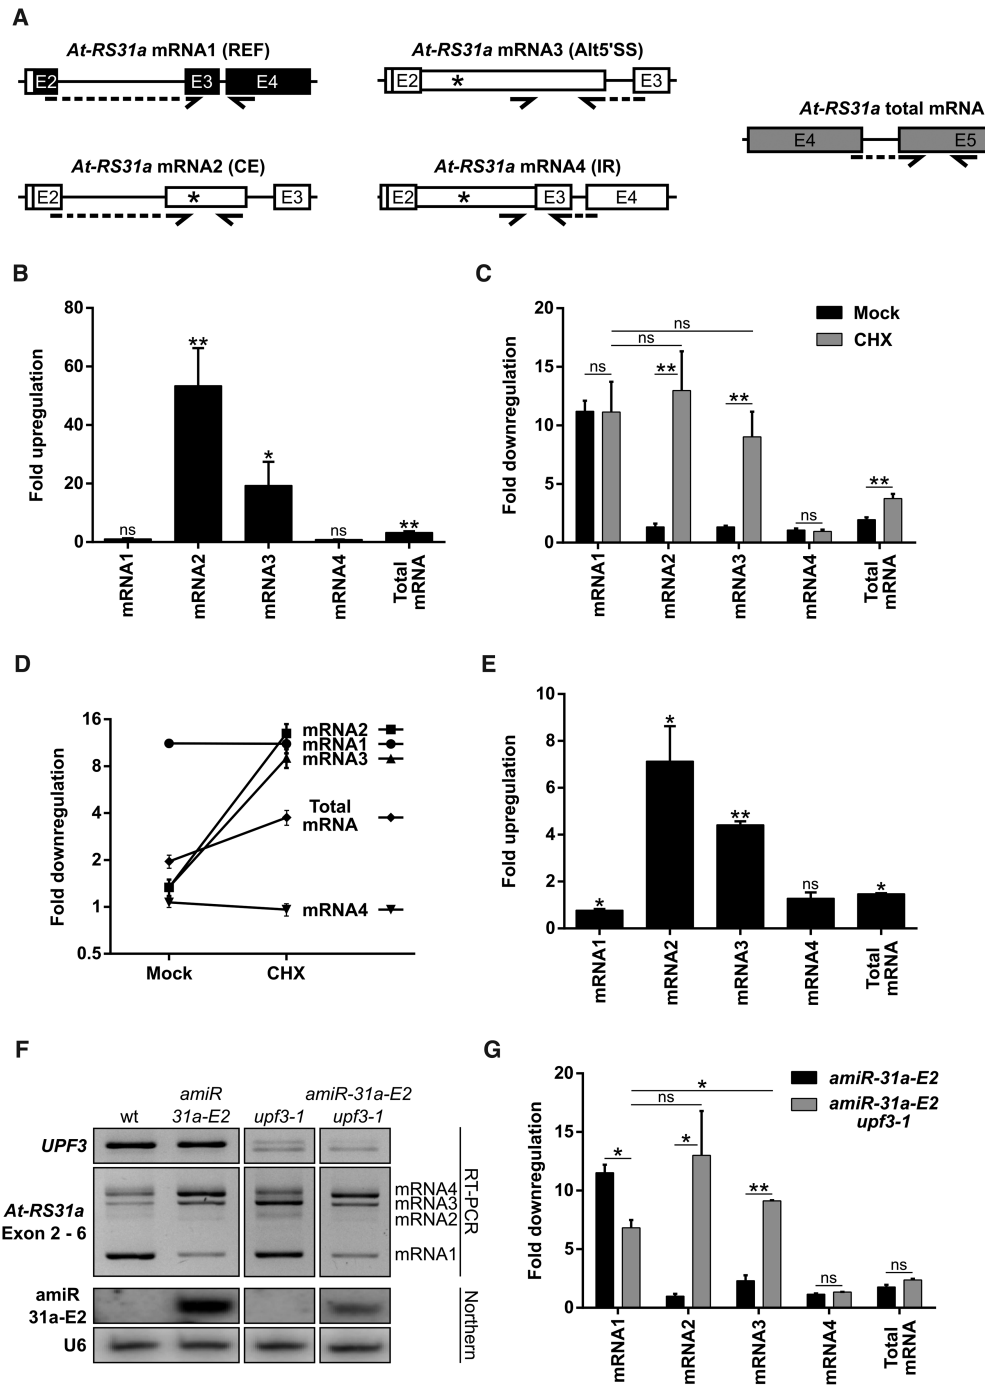 A
At-RS31a mRNA1 (REF)
E2 E3 E4
At-RS31a mRNA3 (Alt5'SS)
E2 * E3
At-RS31a total mRNA
E4 E5
At-RS31a mRNA2 (CE)
E2 * E3
At-RS31a mRNA4 (IR)
E2 * E3 E4
B
Fold upregulation
80
60
40
20
0
ns ** * ns **
mRNA1
mRNA2
mRNA3
mRNA4
Total
mRNA
C
Fold downregulation
20
15
10
5
0
Mock
CHX
ns
ns
ns ** ** ns **
mRNA1
mRNA2
mRNA3
mRNA4
Total
mRNA
D
Fold downregulation
16
8
4
2
1
0.5
mRNA2
mRNA1
mRNA3
Total
mRNA
mRNA4
Mock CHX
E
Fold upregulation
10
8
6
4
2
0
* * ** ns *
mRNA1
mRNA2
mRNA3
mRNA4
Total
mRNA
F
amiR amiR-31a-E2
wt 31a-E2 upf3-1 upf3-1
UPF3
At-RS31a
Exon 2 - 6
mRNA4
mRNA3
mRNA2
mRNA1
RT-PCR
amiR
31a-E2
U6
Northern
G
Fold downregulation
20
15
10
5
0
amiR-31a-E2
amiR-31a-E2
upf3-1
*
ns
* * ** ns ns
mRNA1
mRNA2
mRNA3
mRNA4
Total
mRNA